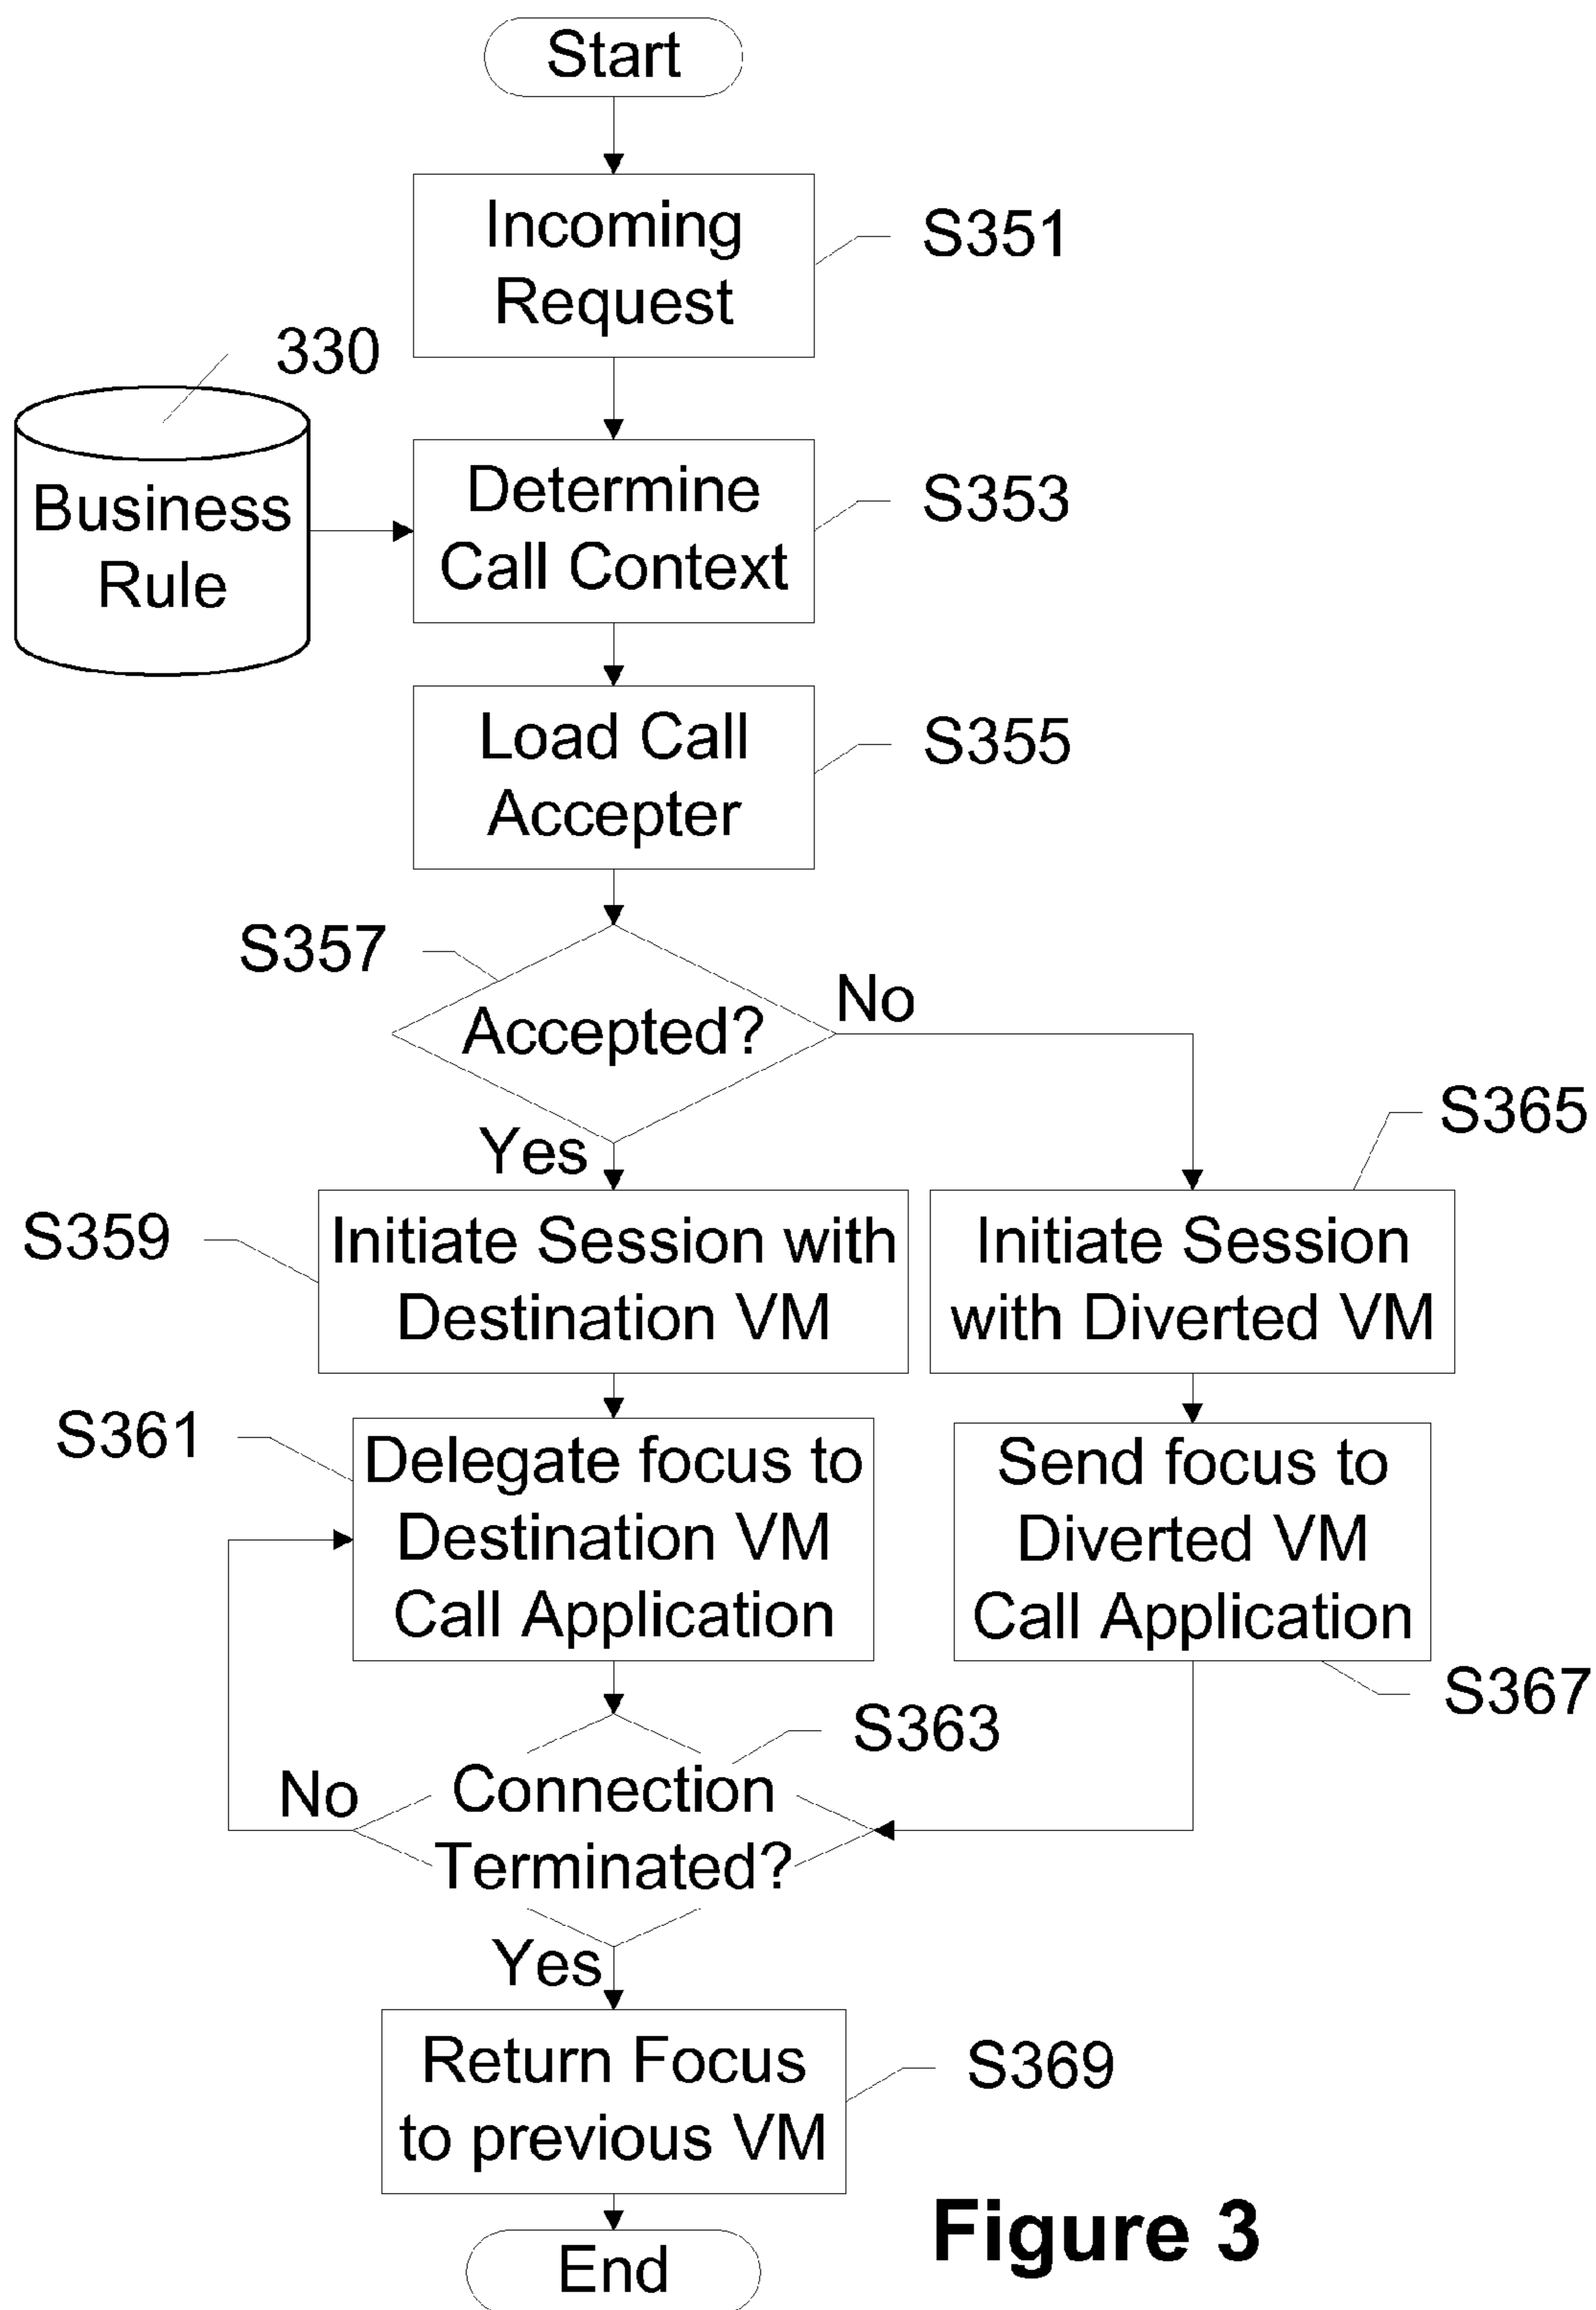 Start
Incoming
Request
S351
330
Business
Rule
Determine
Call Context
S353
Load Call
Accepter
S355
S357
Accepted?
No
Yes
S365
S359
Initiate Session with
Destination VM
Initiate Session
with Diverted VM
S361
Delegate focus to
Destination VM
Call Application
Send focus to
Diverted VM
Call Application
S367
S363
No
Connection
Terminated?
Yes
Return Focus
to previous VM
S369
Figure 3
End